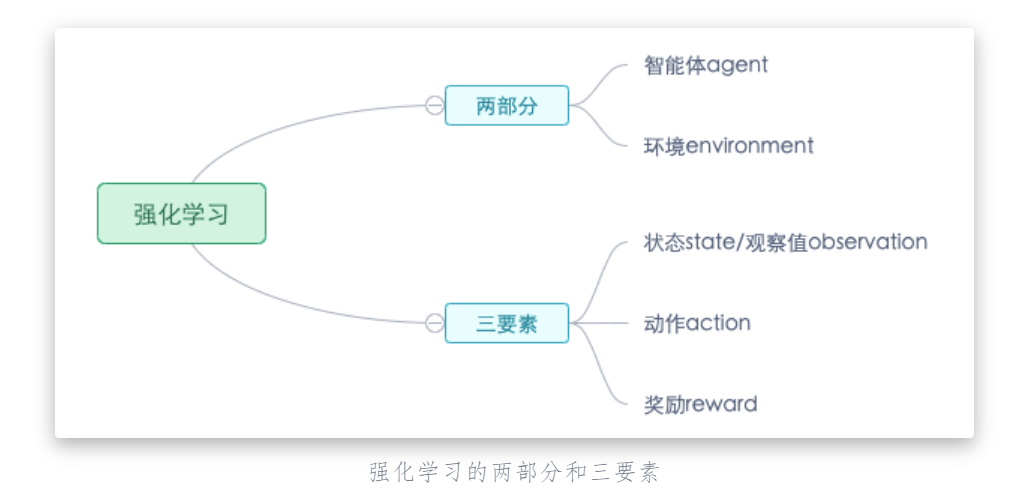 强化学习
两部分
智能体agent
环境environment
三要素
状态state/观察值observation
动作action
奖励reward
强化学习的两部分和三要素